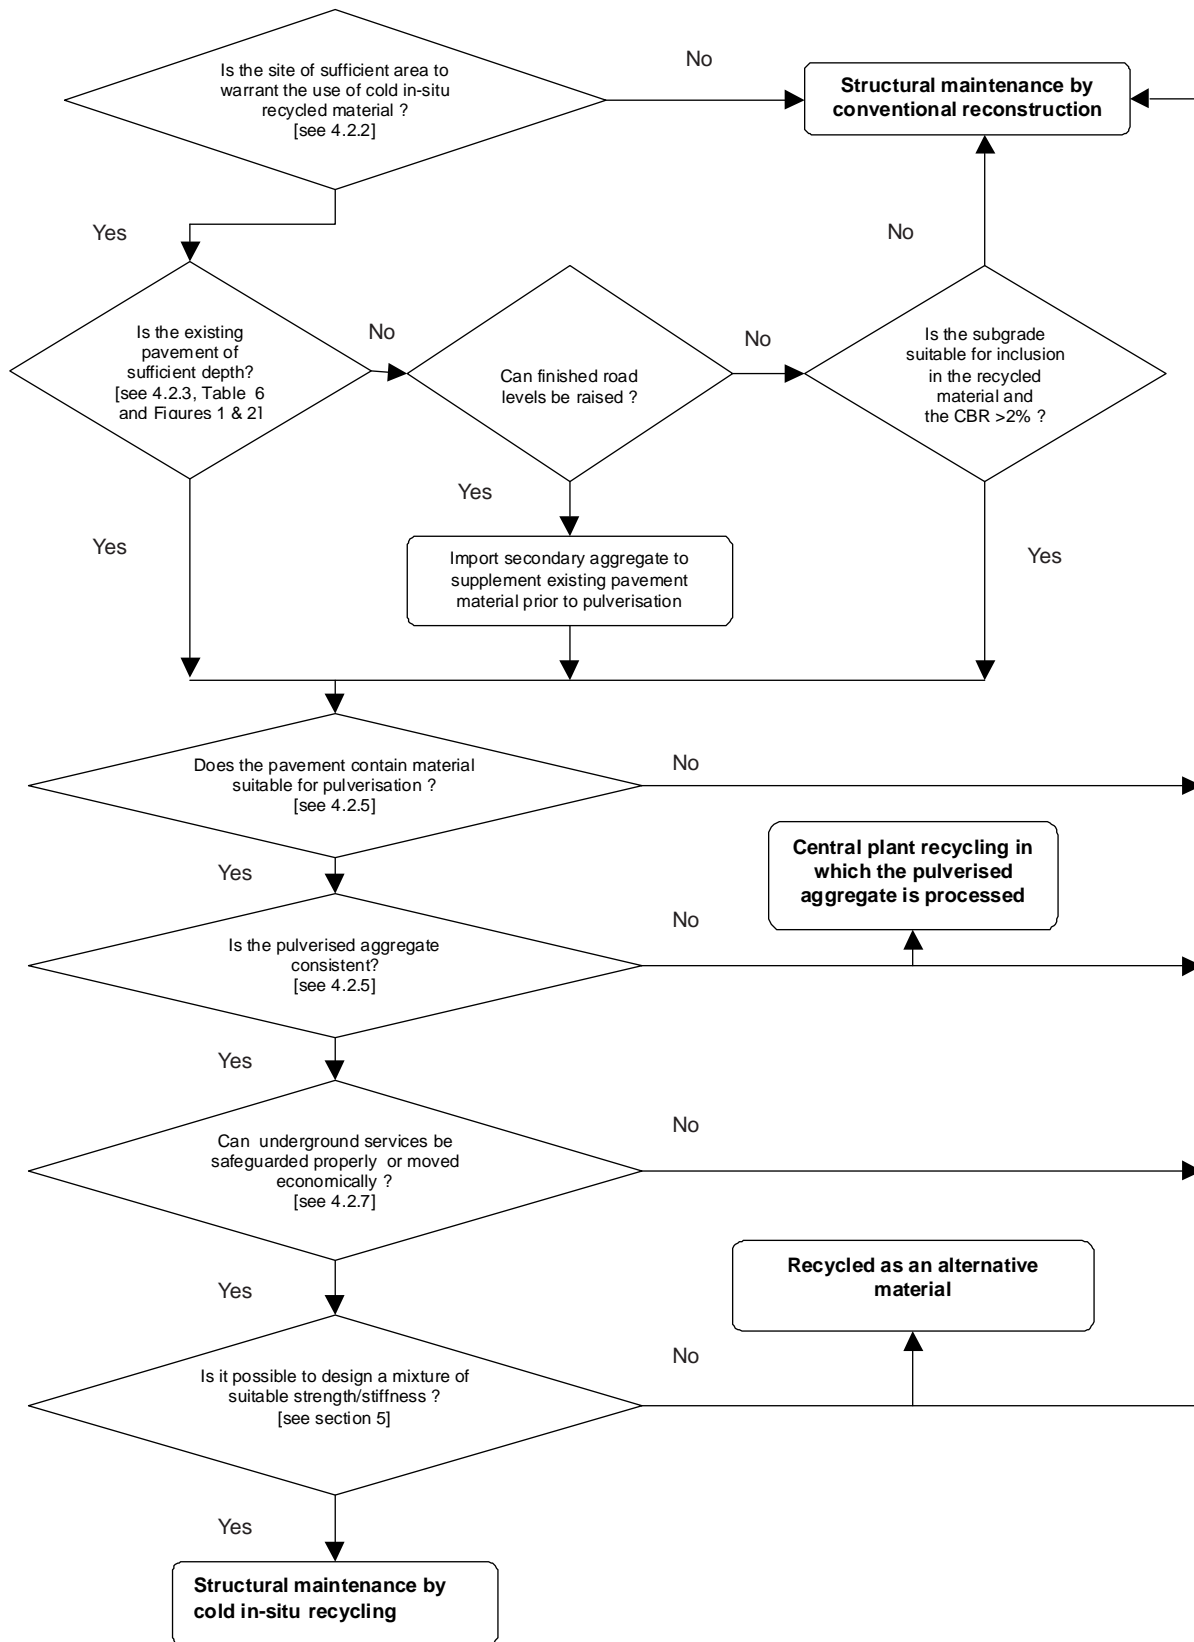 Is the site of sufficient area to
warrant the use of cold in-situ
recycled material ?
[see 4.2.2]
No
Structural maintenance by
conventional reconstruction
Yes
No
Is the existing
pavement of
sufficient depth?
[see 4.2.3, Table 6
and Figures 1 & 2]
No
Can finished road
levels be raised ?
No
Is the subgrade
suitable for inclusion
in the recycled
material and
the CBR >2% ?
Yes
Yes
Yes
Import secondary aggregate to
supplement existing pavement
material prior to pulverisation
Does the pavement contain material
suitable for pulverisation ?
[see 4.2.5]
No
Yes
Central plant recycling in
which the pulverised
aggregate is processed
Is the pulverised aggregate
consistent?
[see 4.2.5]
No
Yes
Can underground services be
safeguarded properly or moved
economically ?
[see 4.2.7]
No
Yes
Recycled as an alternative
material
Is it possible to design a mixture of
suitable strength/stiffness ?
[see section 5]
No
Yes
Structural maintenance by
cold in-situ recycling